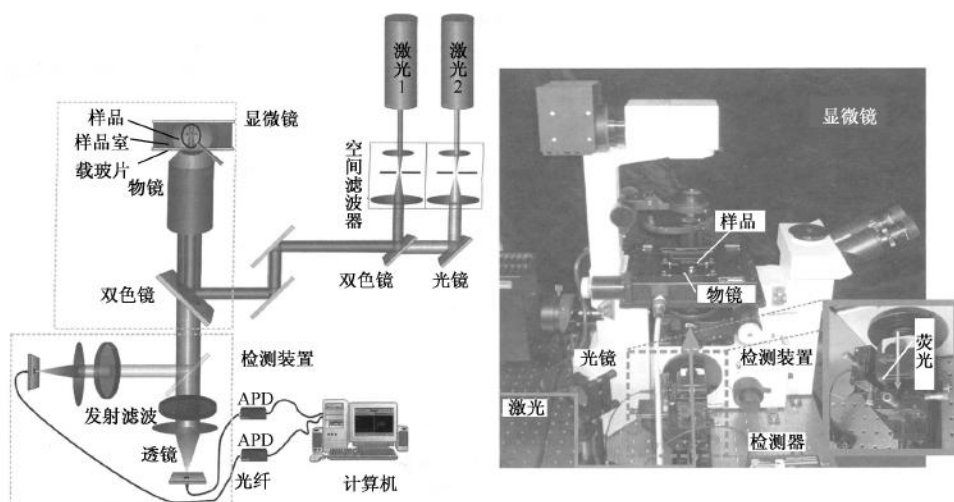 激光1
激光2
样品
样品室
载玻片
物镜
显微镜
空间滤波器
双色镜
双色镜
光镜
检测装置
发射滤波
透镜
APD
APD
光纤
计算机
显微镜
样品
物镜
光镜
检测装置
荧光
激光
检测器